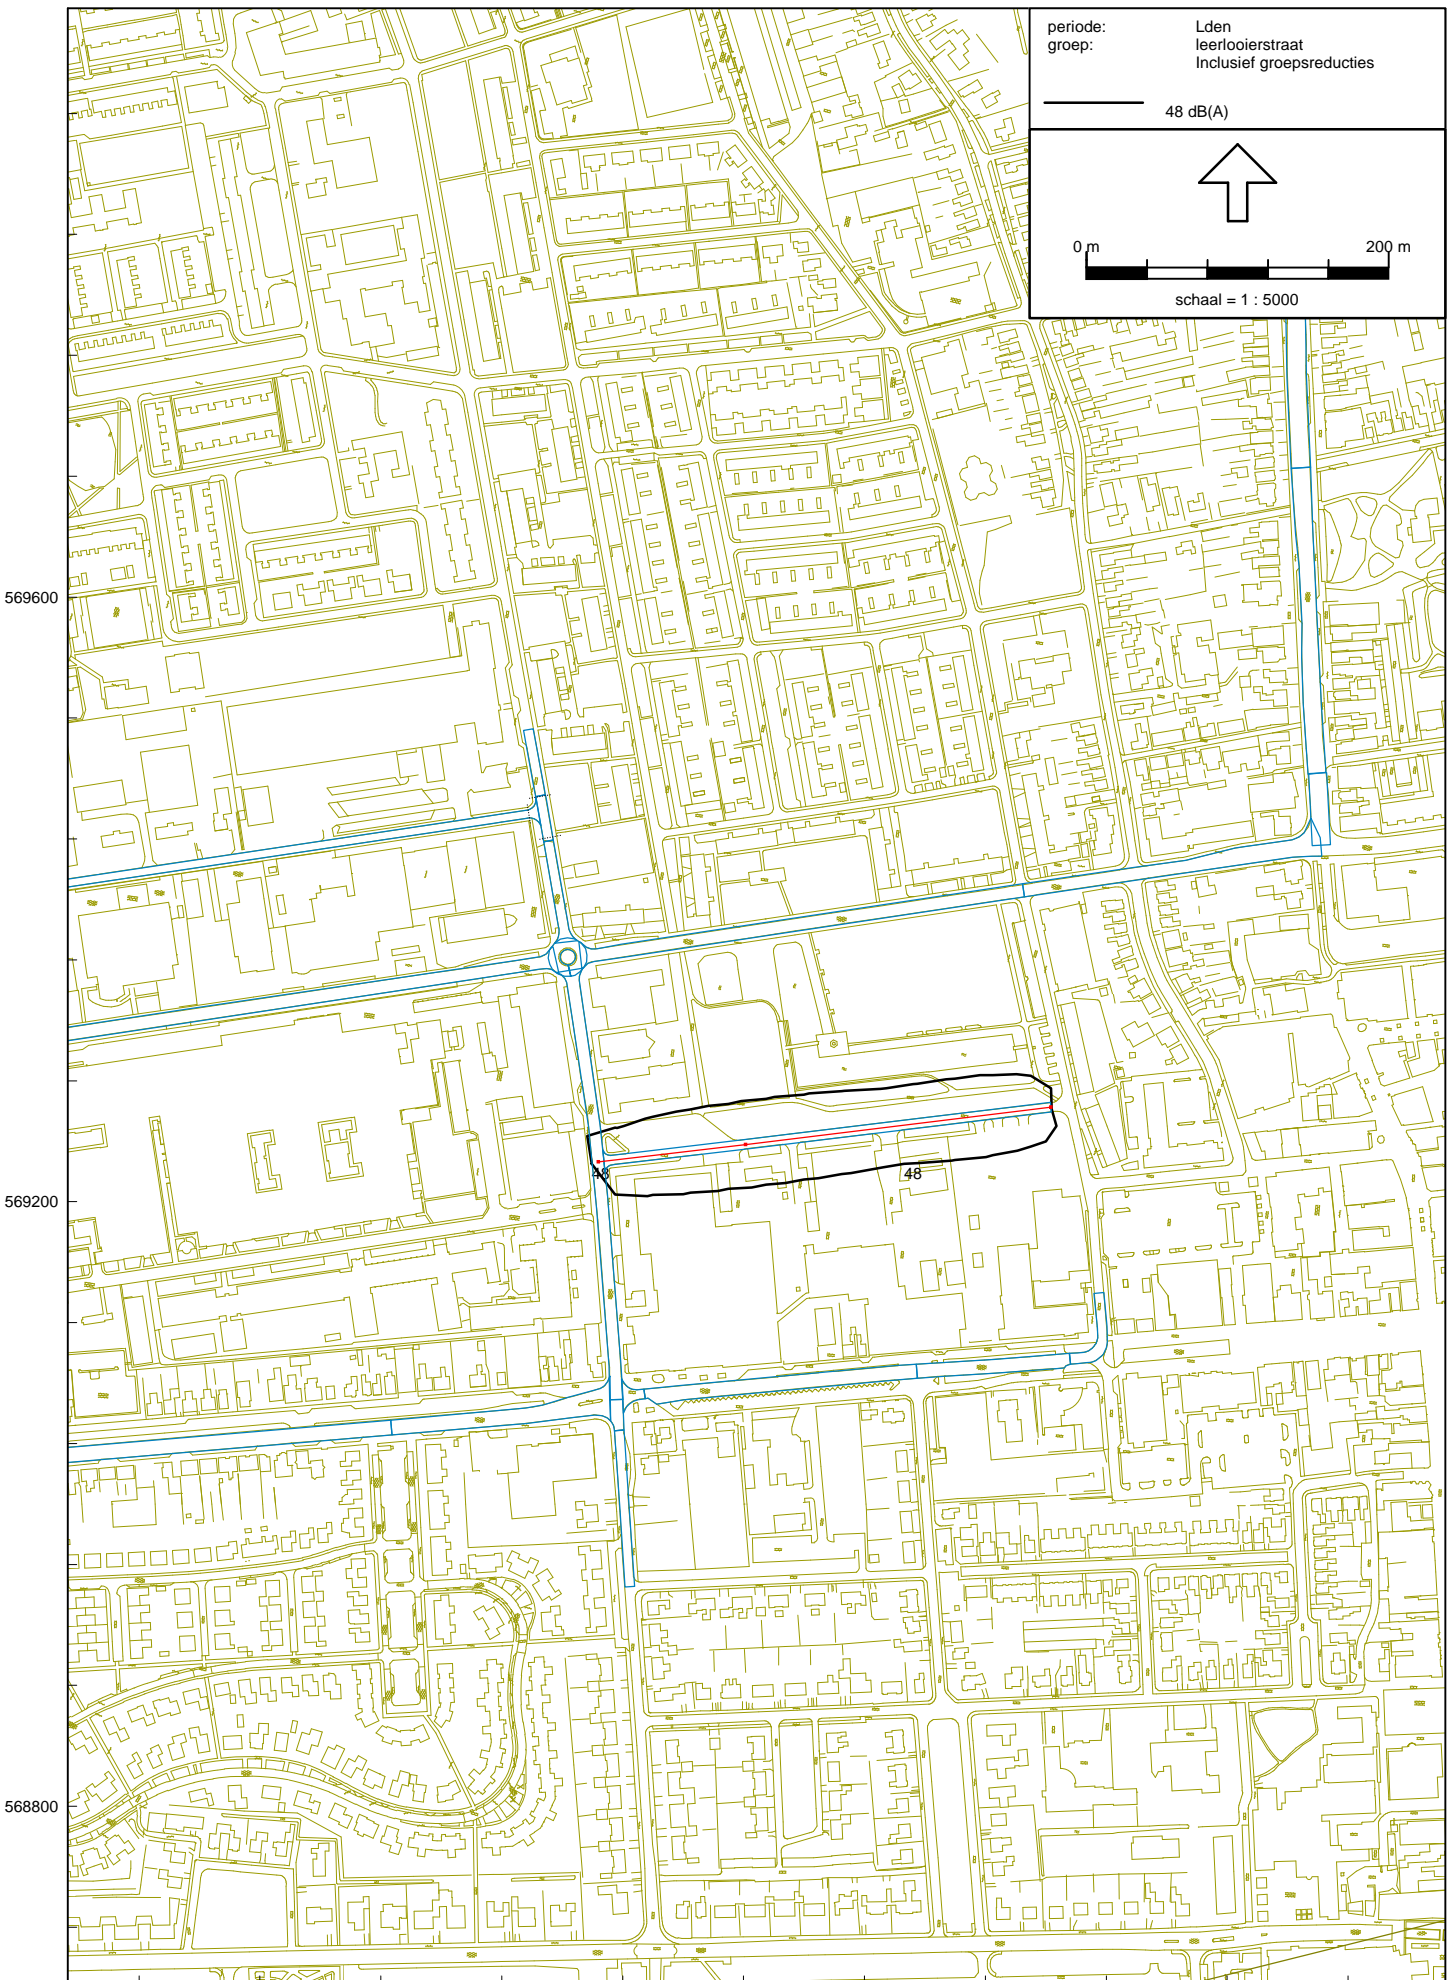 periode: Lden
groep: leerlooierstraat
Inclusief groepsreducties
48 dB(A)
0 m 200 m
schaal = 1 : 5000
569600
48 48
569200
568800